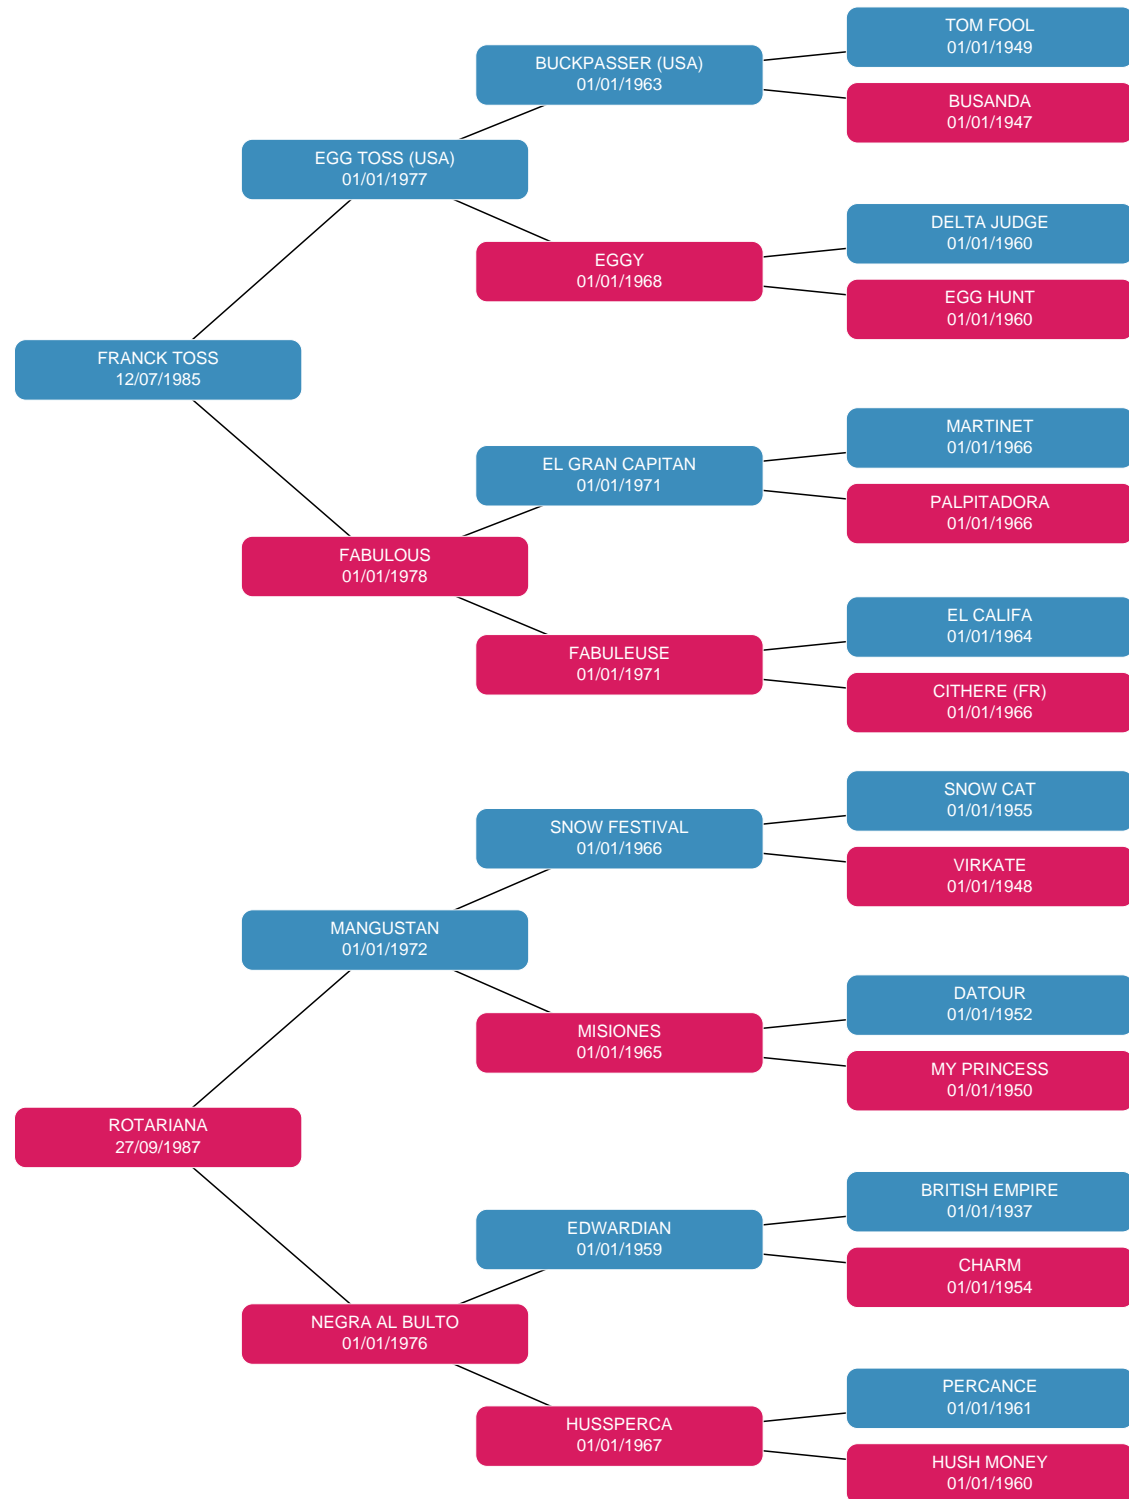 TOM FOOL
01/01/1949
BUCKPASSER (USA)
01/01/1963
BUSANDA
01/01/1947
EGG TOSS (USA)
01/01/1977
DELTA JUDGE
01/01/1960
EGGY
01/01/1968
EGG HUNT
01/01/1960
FRANCK TOSS
12/07/1985
MARTINET
01/01/1966
EL GRAN CAPITAN
01/01/1971
PALPITADORA
01/01/1966
FABULOUS
01/01/1978
EL CALIFA
01/01/1964
FABULEUSE
01/01/1971
CITHERE (FR)
01/01/1966
SNOW CAT
01/01/1955
SNOW FESTIVAL
01/01/1966
VIRKATE
01/01/1948
MANGUSTAN
01/01/1972
DATOUR
01/01/1952
MISIONES
01/01/1965
MY PRINCESS
01/01/1950
ROTARIANA
27/09/1987
BRITISH EMPIRE
01/01/1937
EDWARDIAN
01/01/1959
CHARM
01/01/1954
NEGRA AL BULTO
01/01/1976
PERCANCE
01/01/1961
HUSSPERCA
01/01/1967
HUSH MONEY
01/01/1960